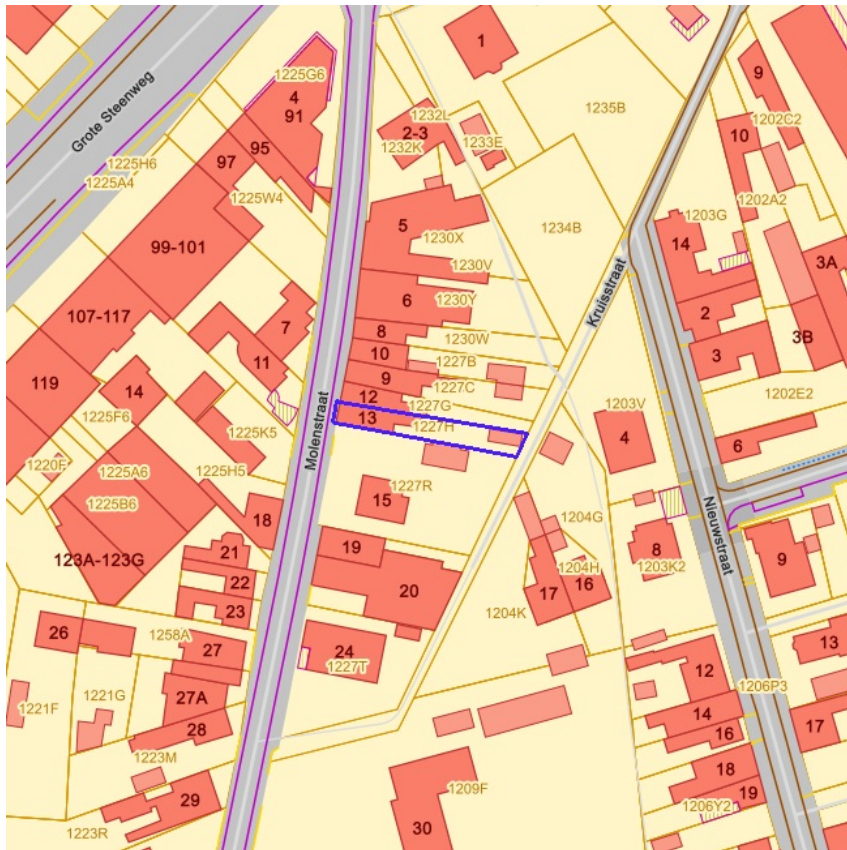 1
1225G6
4
91
9
Grote Steenweg
1235B
1202C2
1232L
2-3
1232K
1233E
10
95
97
1225H6
1225A4
1225W4
1202A2
1203G
5
1230X
1234B
14
99-101
3A
Kruisstraat
1230V
6
1230Y
107-117
2
7
8
1230W
3B
10
3
11
1227B
9
1227C
119
14
12
1227G
1202E2
13
1227H
1225F6
1203V
Molenstraat
1225K5
4
6
1220F
1225A6
1225H5
1227R
1225B6
15
18
1204G
Nieuwstraat
19
21
8
123A-123G
1203K2
9
22
1204H
20
17
16
23
1204K
26
1258A
27
24
13
1227T
12
1206P3
1221F
1221G
27A
14
28
16
17
1223M
18
1209F
29
19
1206Y2
1223R
30